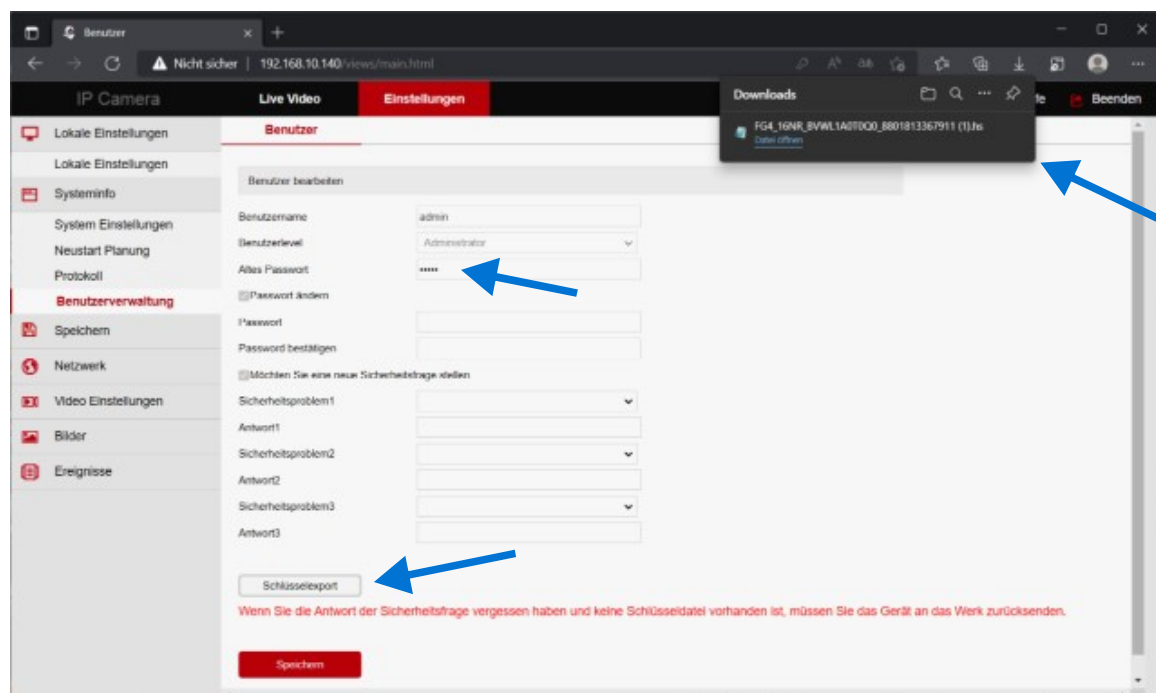 Benutzer
Nicht sicher | 192.168.10.140/views/main.html
IP Camera
Live Video
Einstellungen
Beenden
Downloads
FG4_16NR_BVWL1A0T0Q0_8801813367911 (1).hs
Datei öffnen
Lokale Einstellungen
Lokale Einstellungen
Systeminfo
System Einstellungen
Neustart Planung
Protokoll
Benutzerverwaltung
Speichern
Netzwerk
Video Einstellungen
Bilder
Ereignisse
Benutzer
Benutzer bearbeiten
Benutzername admin
Benutzerlevel Administrator
Altes Passwort •••••
Passwort ändern
Passwort
Password bestätigen
Möchten Sie eine neue Sicherheitsfrage stellen
Sicherheitsproblem1
Antwort1
Sicherheitsproblem2
Antwort2
Sicherheitsproblem3
Antwort3
Schlüsselexport
Wenn Sie die Antwort der Sicherheitsfrage vergessen haben und keine Schlüsseldatei vorhanden ist, müssen Sie das Gerät an das Werk zurücksenden.
Speichern